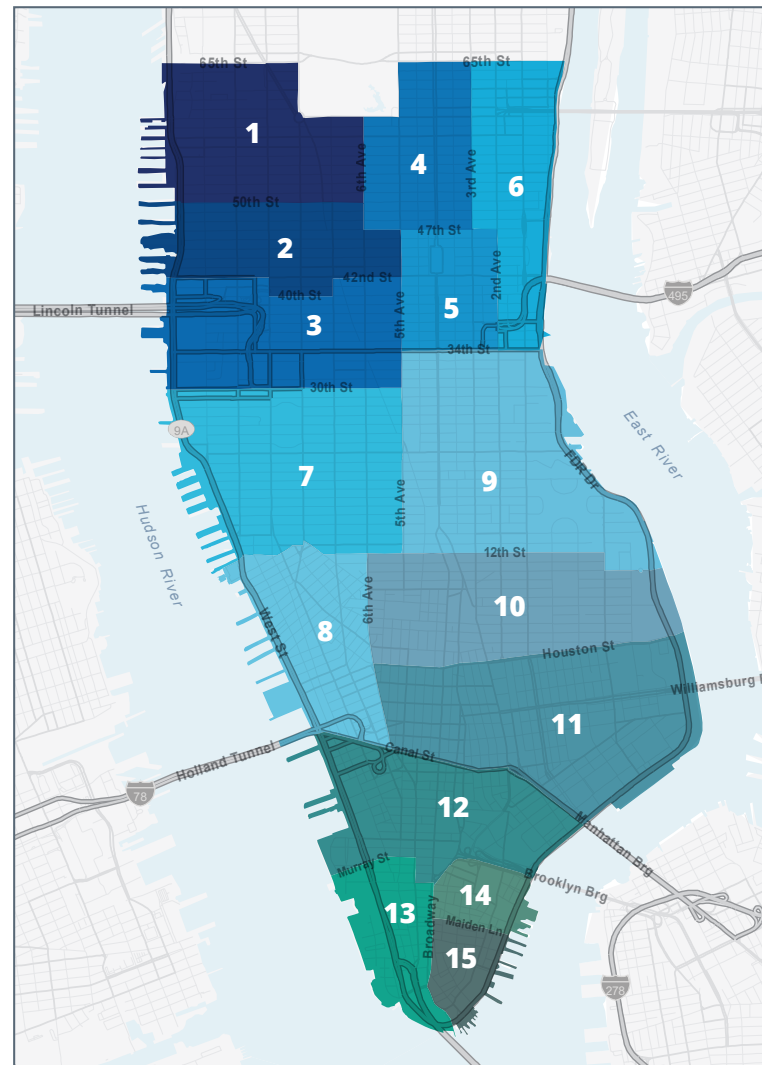 65th St
65th St
1
6th Ave
4
3rd Ave
6
50th St
47th St
2
42nd St
2nd Ave
40th St
495
Lincoln Tunnel
3
5th Ave
5
34th St
30th St
9A
East River
FDR Dr
7
9
5th Ave
Hudson River
12th St
6th Ave
10
8
West St
Houston St
Williamsburg
11
Canal St
Holland Tunnel
78
12
Manhattan Brg
Murray St
Brooklyn Brg
14
13
Broadway
Maiden Ln
15
278